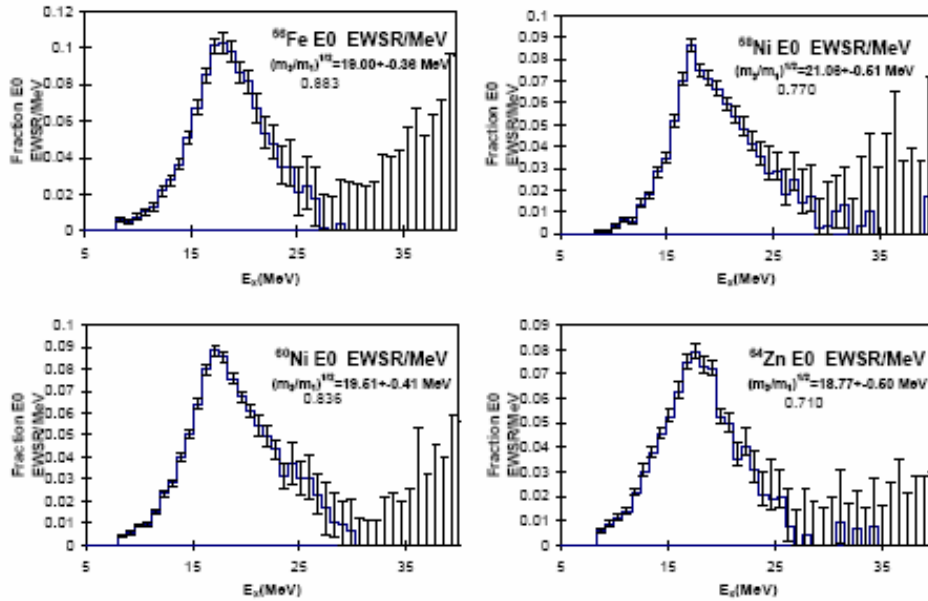 56Fe E0 EWSR/MeV
(m3/m1)1/2=19.00+-0.36 MeV
0.883
Fraction E0
EWSR/MeV
0.12
0.1
0.08
0.06
0.04
0.02
0
5 15 25 35
Ex(MeV)
58Ni E0 EWSR/MeV
(m3/m1)1/2=21.06+-0.51 MeV
0.770
Fraction E0
EWSR/MeV
0.1
0.09
0.08
0.07
0.06
0.05
0.04
0.03
0.02
0.01
0
5 15 25 35
Ex(MeV)
60Ni E0 EWSR/MeV
(m3/m1)1/2=19.51+-0.41 MeV
0.836
Fraction E0
EWSR/MeV
0.1
0.09
0.08
0.07
0.06
0.05
0.04
0.03
0.02
0.01
0
5 15 25 35
Ex(MeV)
64Zn E0 EWSR/MeV
(m3/m1)1/2=18.77+-0.50 MeV
0.710
Fraction E0
EWSR/MeV
0.09
0.08
0.07
0.06
0.05
0.04
0.03
0.02
0.01
0
5 15 25 35
Ex(MeV)